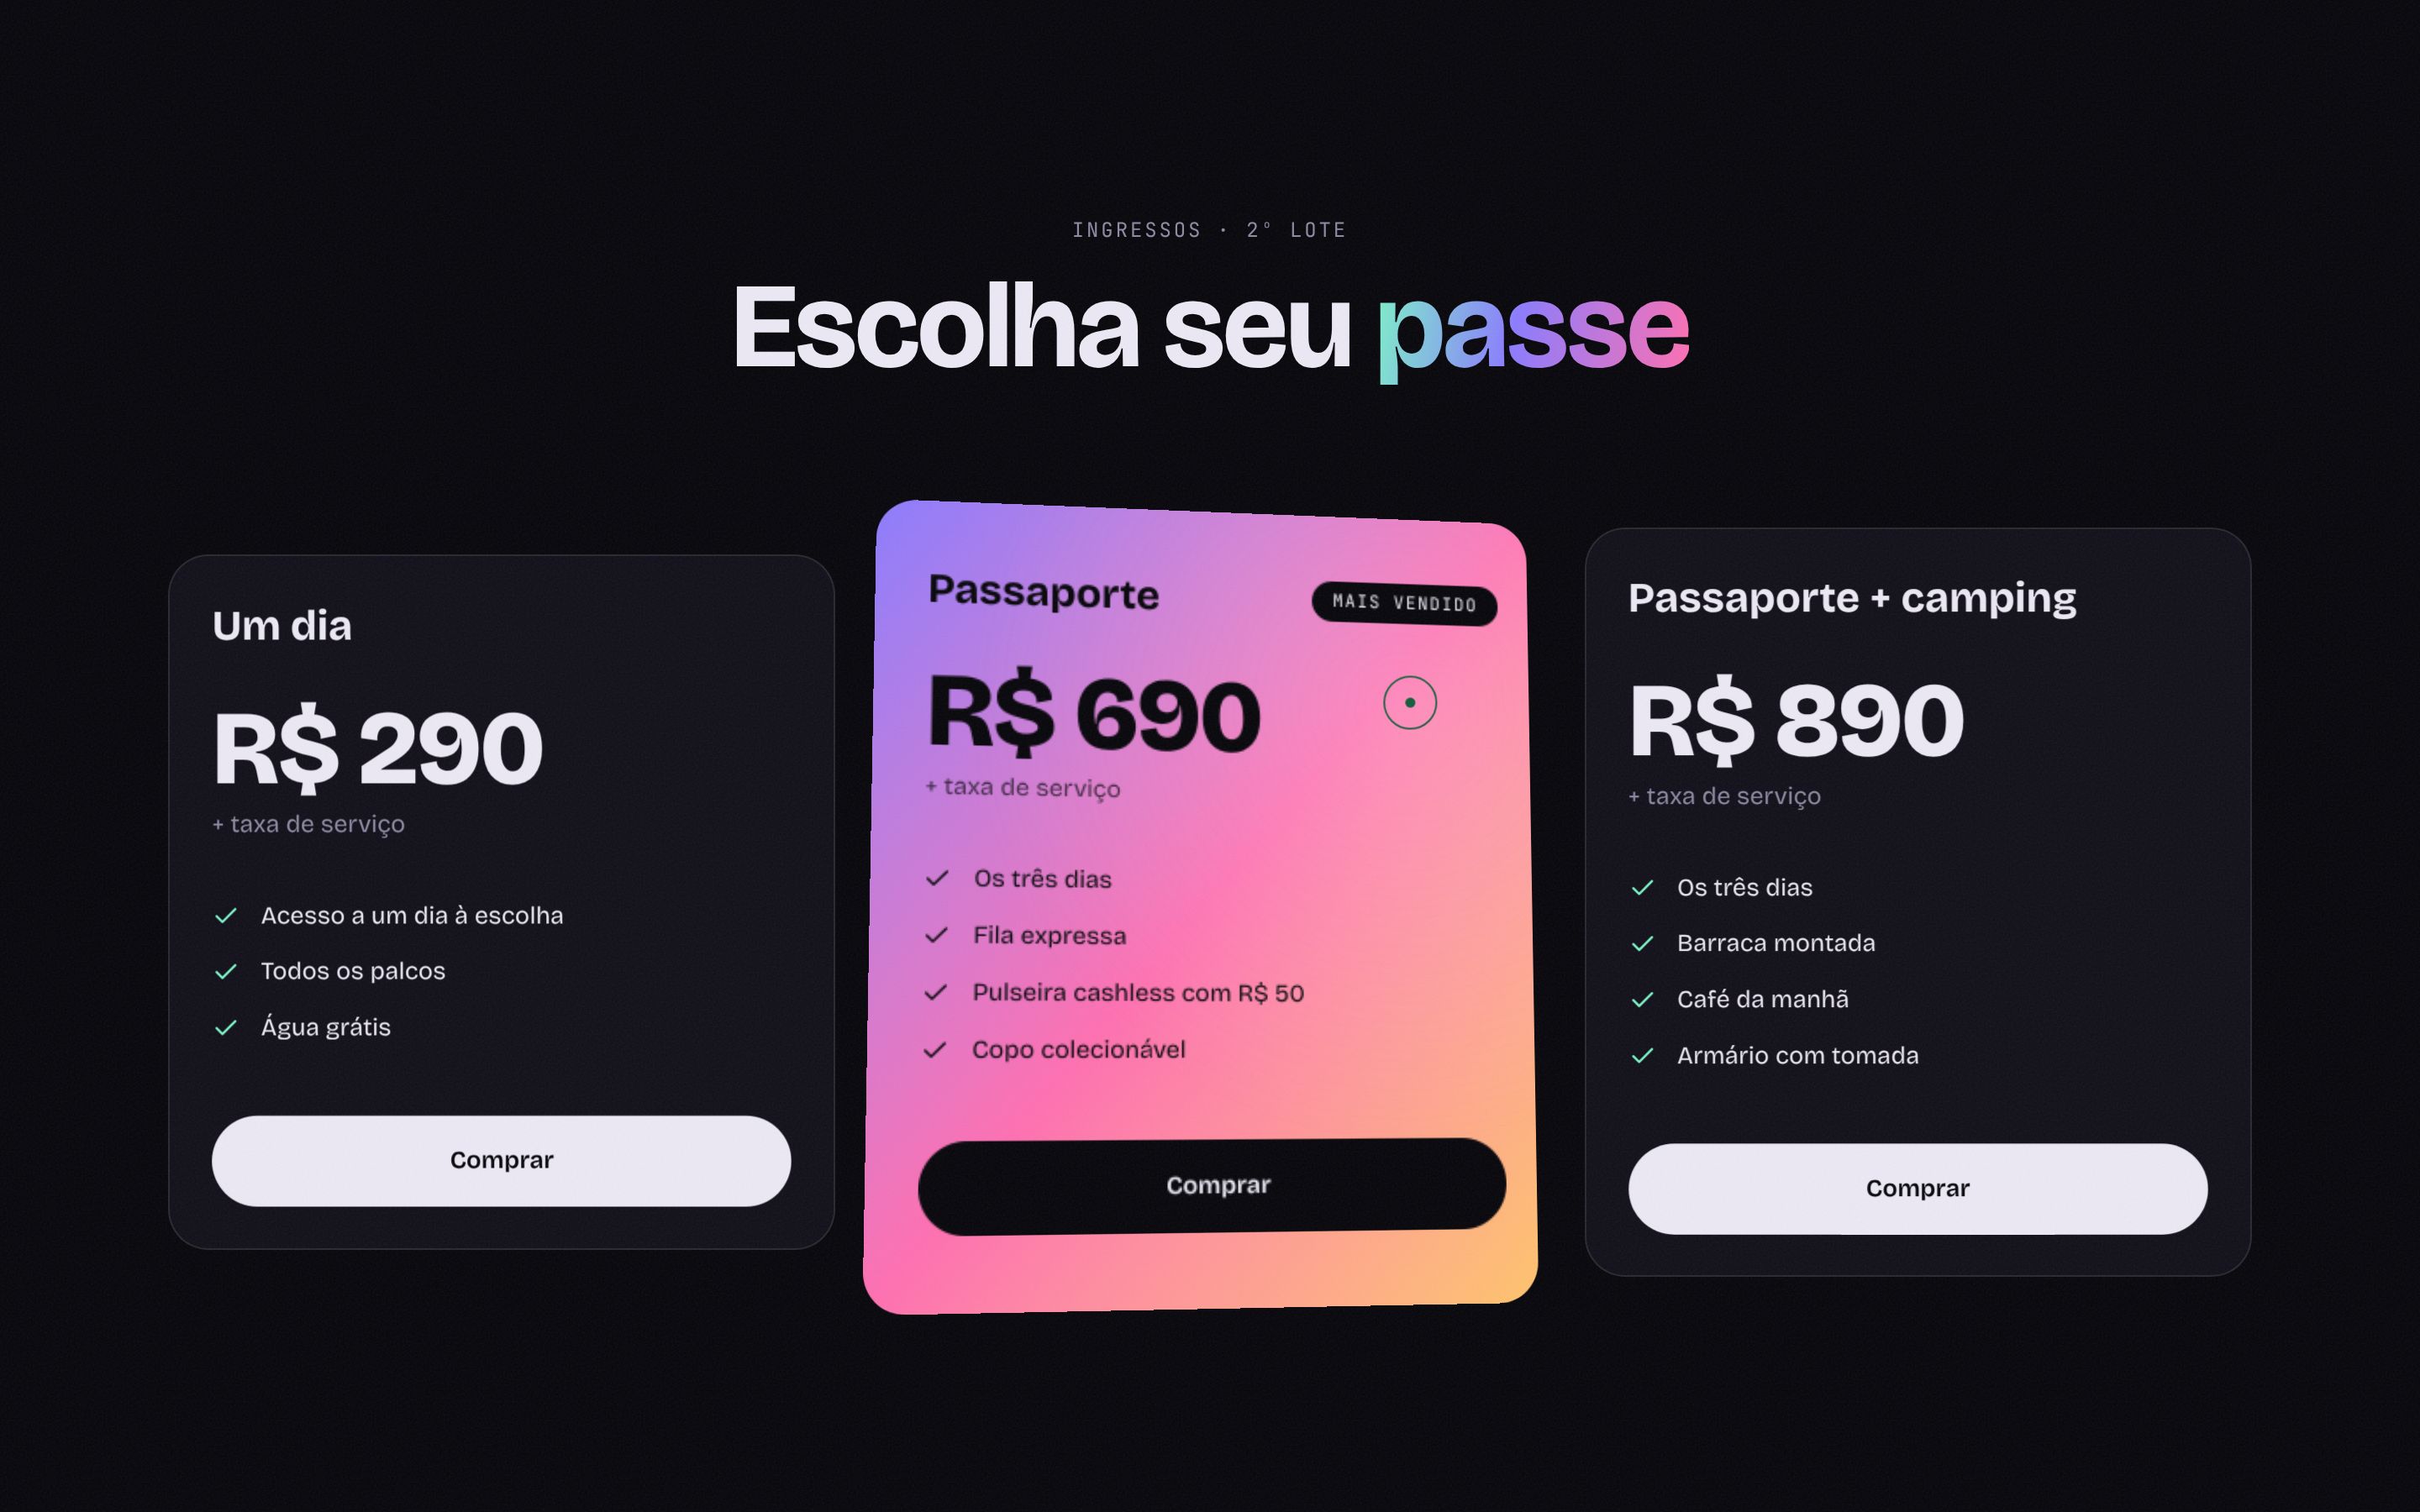 INGRESSOS · 2º LOTE
Escolha seu passe
Um dia
R$ 290
+ taxa de serviço
Acesso a um dia à escolha
Todos os palcos
Água grátis
Comprar
Passaporte
MAIS VENDIDO
R$ 690
+ taxa de serviço
Os três dias
Fila expressa
Pulseira cashless com R$ 50
Copo colecionável
Comprar
Passaporte + camping
R$ 890
+ taxa de serviço
Os três dias
Barraca montada
Café da manhã
Armário com tomada
Comprar